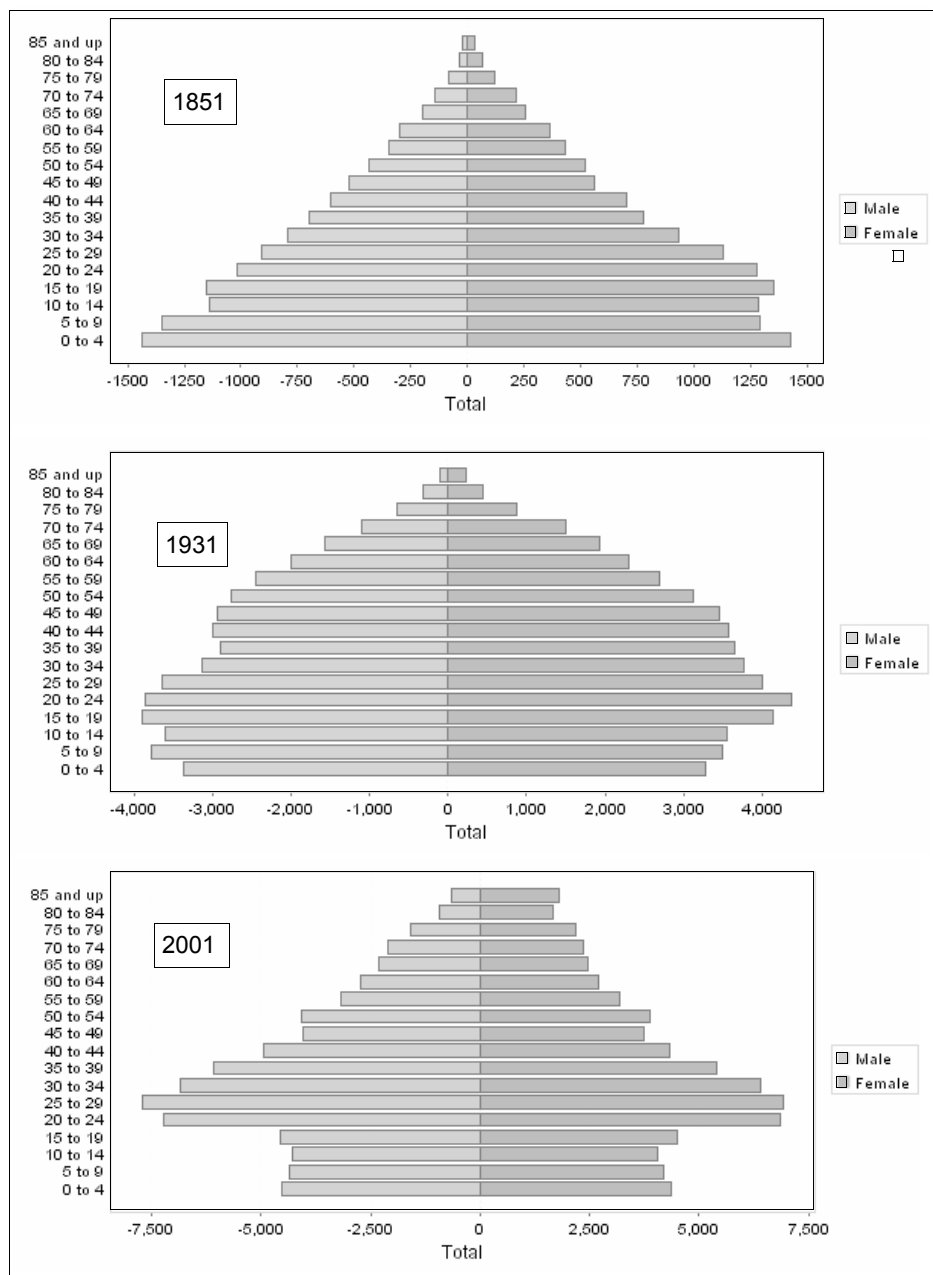 85 and up
80 to 84
75 to 79
70 to 74
65 to 69
60 to 64
55 to 59
50 to 54
45 to 49
40 to 44
35 to 39
30 to 34
25 to 29
20 to 24
15 to 19
10 to 14
5 to 9
0 to 4
1851
Male
Female
-1500 -1250 -1000 -750 -500 -250 0 250 500 750 1000 1250 1500
Total
85 and up
80 to 84
75 to 79
70 to 74
65 to 69
60 to 64
55 to 59
50 to 54
45 to 49
40 to 44
35 to 39
30 to 34
25 to 29
20 to 24
15 to 19
10 to 14
5 to 9
0 to 4
1931
Male
Female
-4,000 -3,000 -2,000 -1,000 0 1,000 2,000 3,000 4,000
Total
85 and up
80 to 84
75 to 79
70 to 74
65 to 69
60 to 64
55 to 59
50 to 54
45 to 49
40 to 44
35 to 39
30 to 34
25 to 29
20 to 24
15 to 19
10 to 14
5 to 9
0 to 4
2001
Male
Female
-7,500 -5,000 -2,500 0 2,500 5,000 7,500
Total